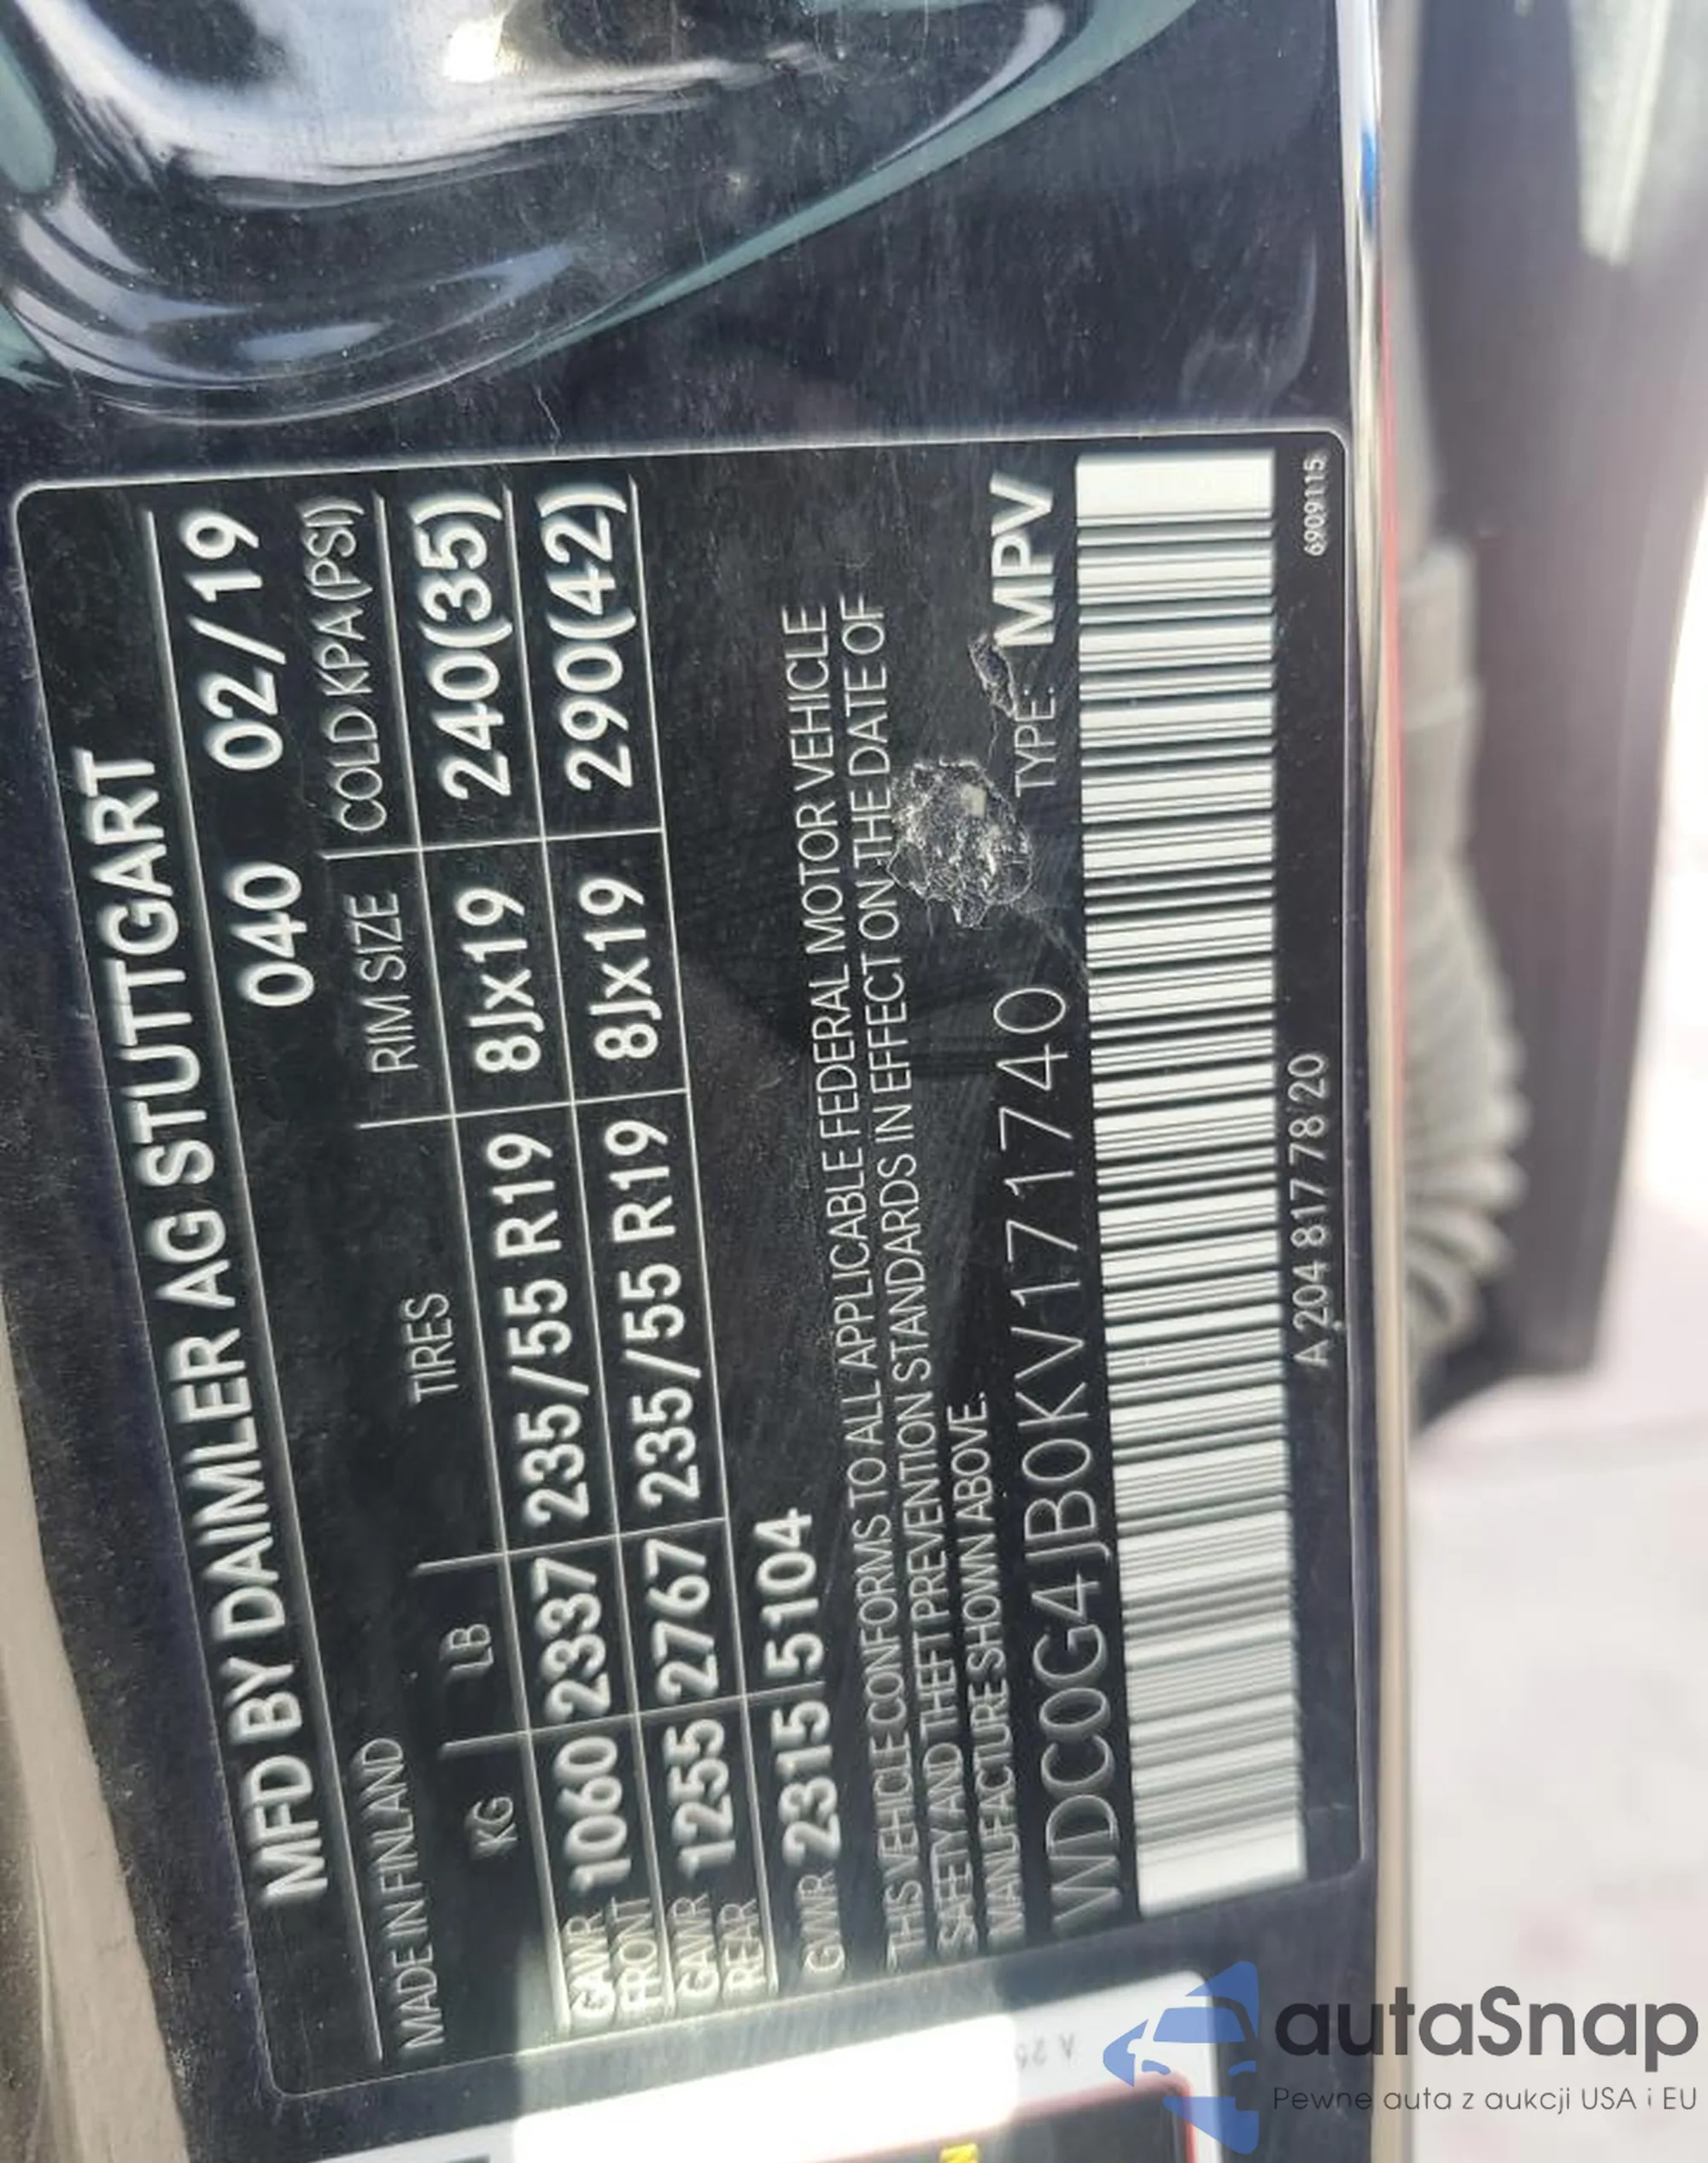 MFD BY DAIMLER AG STUTTGART
040 02/19
MADE IN FINLAND
KG LB TIRES RIM SIZE COLD KPA(PSI)
GAWR FRONT 1060 2337 235/55 R19 8Jx19 240(35)
GAWR REAR 1255 2767 235/55 R19 8Jx19 290(42)
GWWR 2315 5104
THIS VEHICLE CONFORMS TO ALL APPLICABLE FEDERAL MOTOR VEHICLE
SAFETY AND THEFT PREVENTION STANDARDS IN EFFECT ON THE DATE OF
MANUFACTURE SHOWN ABOVE.
WDC0G4JB0KV171740 TYPE: MPV
A 204 817 78 20
6909115
autaSnap
Pewne auta z aukcji USA i EU